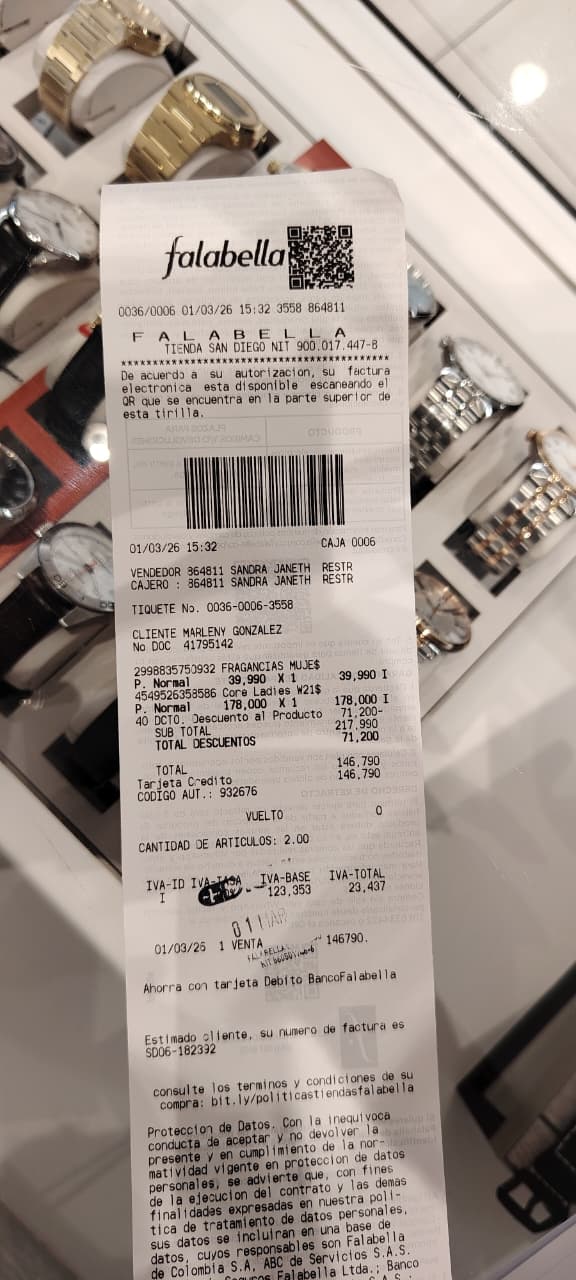 falabella
0036/0006 01/03/26 15:32 3558 864811
F A L A B E L L A
TIENDA SAN DIEGO NIT 900.017.447-8
****************************************
De acuerdo a su autorizacion, su factura
electronica esta disponible escaneando el
QR que se encuentra en la parte superior de
esta tirilla.
01/03/26 15:32 CAJA 0006
VENDEDOR 864811 SANDRA JANETH RESTR
CAJERO : 864811 SANDRA JANETH RESTR
TIQUETE No. 0036-0006-3558
CLIENTE MARLENY GONZALEZ
No DOC 41795142
2998835750932 FRAGANCIAS MUJE$
P. Normal 39,990 X 1 39,990 I
4549526358586 Core Ladies W21$
P. Normal 178,000 X 1 178,000 I
40 DCTO. Descuento al Producto 71,200-
SUB TOTAL 217,990
TOTAL DESCUENTOS 71,200
TOTAL 146,790
Tarjeta Credito 146,790
CODIGO AUT.: 932676
VUELTO 0
CANTIDAD DE ARTICULOS: 2.00
IVA-ID IVA-TASA IVA-BASE IVA-TOTAL
I 123,353 23,437
01 MAR
01/03/26 1 VENTA 146790.
Ahorra con tarjeta Debito BancoFalabella
Estimado cliente, su numero de factura es
SD06-182392
consulte los terminos y condiciones de su
compra: bit.ly/politicastiendasfalabella
Proteccion de Datos. Con la inequivoca
conducta de aceptar y no devolver la
presente y en cumplimiento de la nor-
matividad vigente en proteccion de datos
personales, se advierte que, con fines
de la ejecucion del contrato y las demas
finalidades expresadas en nuestra poli-
tica de tratamiento de datos personales,
sus datos se incluiran en una base de
datos, cuyos responsables son Falabella
de Colombia S.A, ABC de Servicios S.A.S.
Seguros Falabella Ltda.; Banco